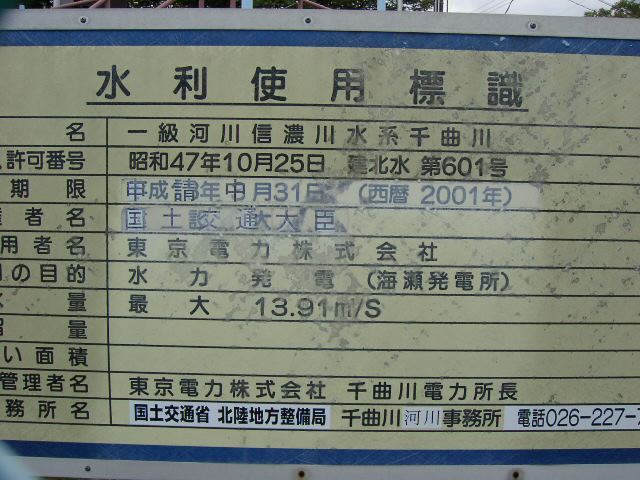 水利使用標識
名 一級河川信濃川水系千曲川
許可番号 昭和47年10月25日 建北水 第601号
期限 申請中 月31日 (西暦 2001年)
者名 国土交通大臣
用者名 東京電力株式会社
の目的 水力発電 (海瀬発電所)
量 最大 13.91m/S
量
い面積
管理者名 東京電力株式会社 千曲川電力所長
務所名 国土交通省 北陸地方整備局 千曲川河川事務所 電話026-227-7